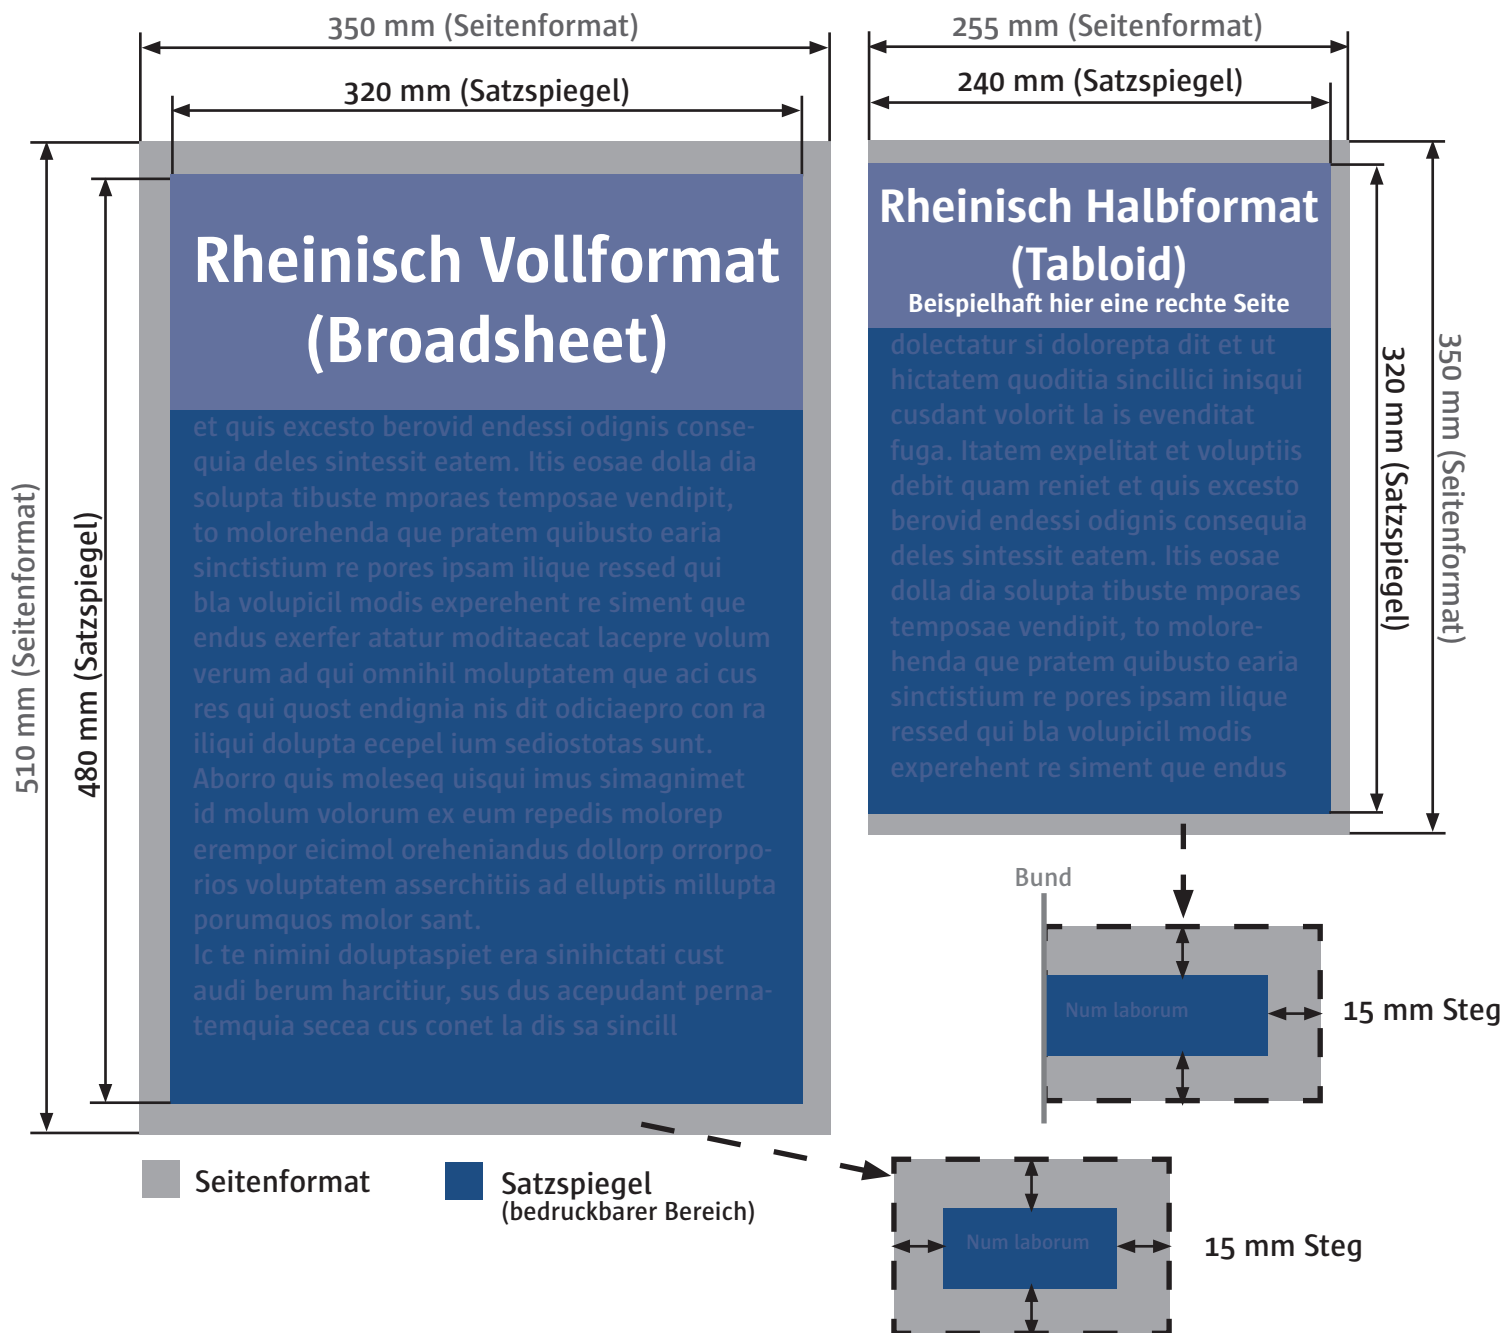 350 mm (Seitenformat)
320 mm (Satzspiegel)
510 mm (Seitenformat)
480 mm (Satzspiegel)
Rheinisch Vollformat
(Broadsheet)
et quis excesto berovid endessi odignis conse-
quia deles sintessit eatem. Itis eosae dolla dia
solupta tibuste mporaes temposae vendipit,
to molorehenda que pratem quibusto earia
sinctistium re pores ipsam ilique ressed qui
bla volupicil modis experehent re siment que
endus exerfer atatur moditaecat lacepre volum
verum ad qui omnihil moluptatem que aci cus
res qui quost endignia nis dit odiciaepro con ra
iliqui dolupta ecepel ium sediostotas sunt.
Aborro quis moleseq uisqui imus simagnimet
id molum volorum ex eum repedis molorep
erempor eicimol oreheniandus dollorp orrorpo-
rios voluptatem asserchitiis ad elluptis millupta
porumquos molor sant.
Ic te nimini doluptaspiet era sinihictati cust
audi berum harcitiur, sus dus acepudant perna-
temquia secea cus conet la dis sa sincill
255 mm (Seitenformat)
240 mm (Satzspiegel)
Rheinisch Halbformat
(Tabloid)
Beispielhaft hier eine rechte Seite
dolectatur si dolorepta dit et ut
hictatem quoditia sincillici inisqui
cusdant volorit la is evenditat
fuga. Itatem expelitat et voluptiis
debit quam reniet et quis excesto
berovid endessi odignis consequia
deles sintessit eatem. Itis eosae
dolla dia solupta tibuste mporaes
temposae vendipit, to molore-
henda que pratem quibusto earia
sinctistium re pores ipsam ilique
ressed qui bla volupicil modis
experehent re siment que endus
320 mm (Satzspiegel)
350 mm (Seitenformat)
Bund
Num laborum
15 mm Steg
Seitenformat
Satzspiegel
(bedruckbarer Bereich)
Num laborum
15 mm Steg